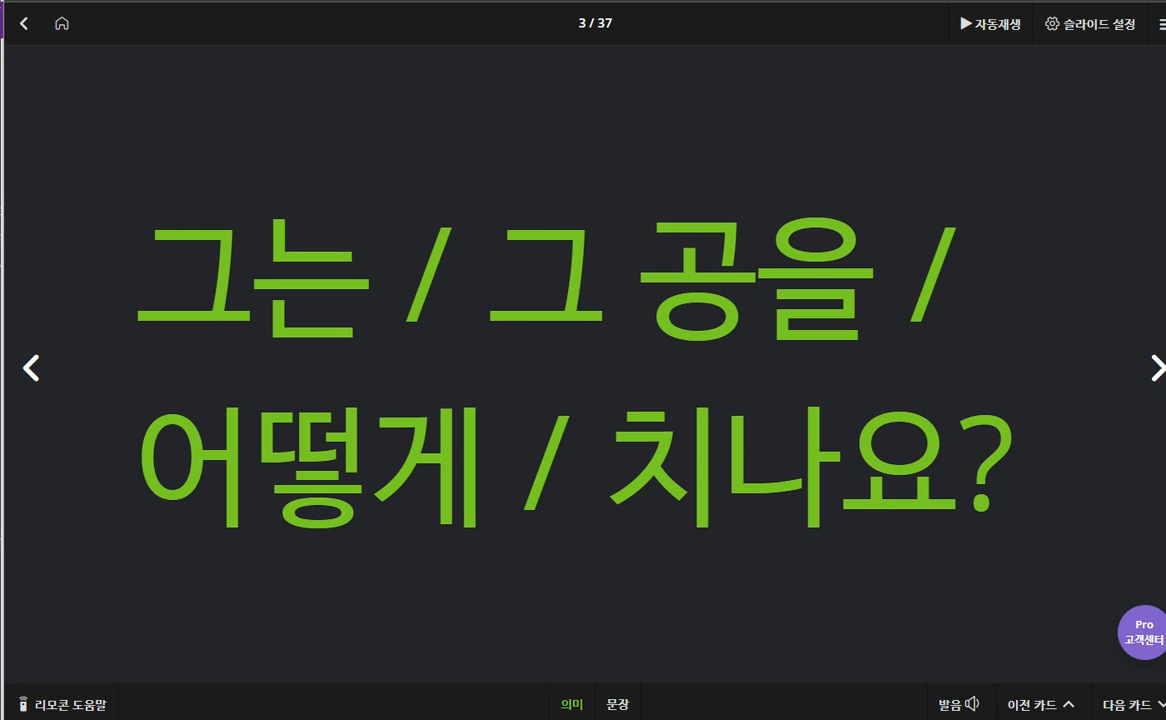 3 / 37
자동재생
슬라이드 설정
그는 / 그 공을 /
어떻게 / 치나요?
Pro
고객센터
리모콘 도움말
의미
문장
발음
이전 카드
다음 카드